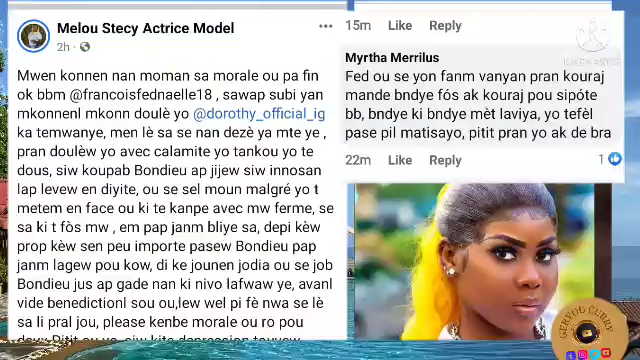 Melou Stecy Actrice Model
2h
Mwen konnen nan moman sa morale ou pa fin
ok bbm @francoisfednaelle18 , sawap subi yan
mkonnenl mkonn doulè yo @dorothy_official_ig
ka temwanye, men lè sa se nan dezè ya mte ye ,
pran doulèw yo avec calamite yo tankou yo te
dous, siw koupab Bondieu ap jijew siw innosan
lap levew en diyite, ou se sel moun malgré yo t
metem en face ou ki te kanpe avec mw ferme, se
sa ki t fòs mw , em pap janm bliye sa, depi kèw
prop kèw sen peu importe pasew Bondieu pap
janm lagew pou kow, di ke jounen jodia ou se job
Bondieu jus ap gade nan ki nivo lafwaw ye, avanl
vide benedictionl sou ou,lew wel pi fè nwa se lè
sa li pral jou, please kenbe morale ou ro pou
15m Like Reply
Myrtha Merrilus
Fed ou se yon fanm vanyan pran kouraj
mande bndye fós ak kouraj pou sipóte
bb, bndye ki bndye mèt laviya, yo tefèl
pase pil matisayo, pitit pran yo ak de bra
22m Like Reply 1
KINEMASTER
GERYOU CURRY